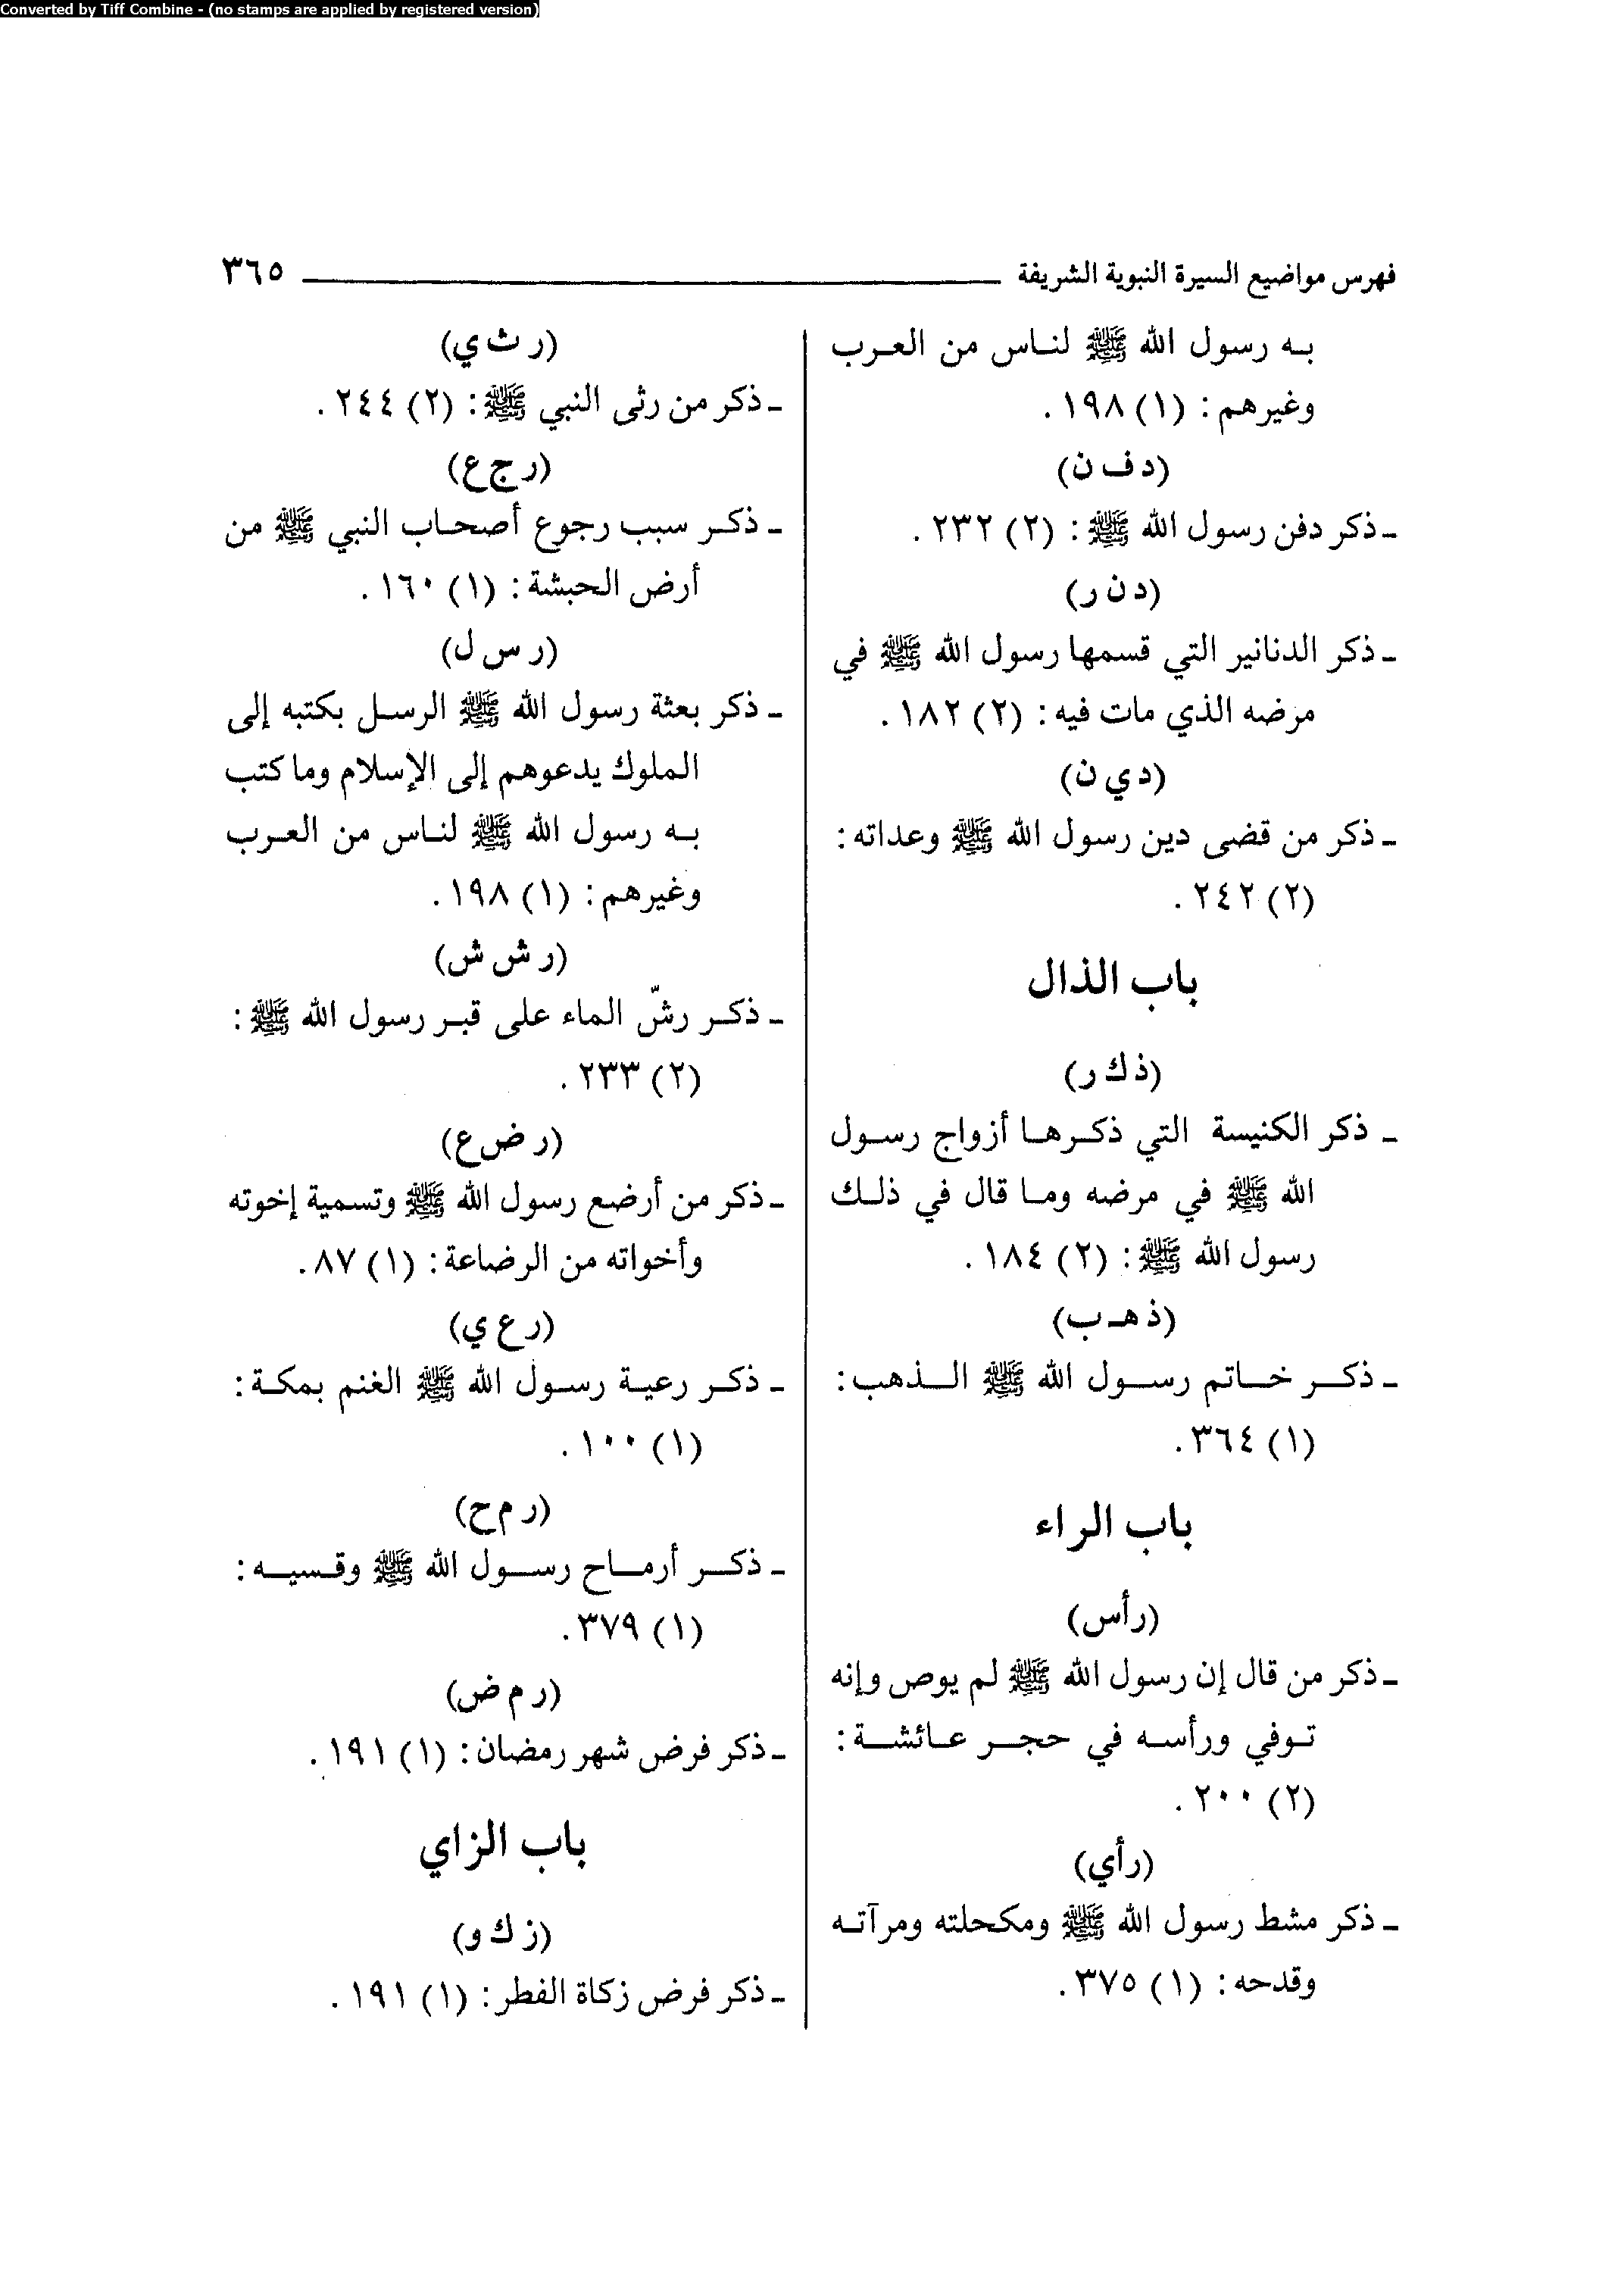 Converted by Tiff Combine - (no stamps are applied by registered version)
فهرس مواضيع السيرة النبوية الشريفة ٣٦٥
به رسول الله ﷺ لناس من العرب
وغيرهم: (١) ١٩٨.
(د ف ن)
ـ ذكر دفن رسول الله ﷺ: (٢) ٢٣٢.
(د ن ر)
ـ ذكر الدنانير التي قسمها رسول الله ﷺ في
مرضه الذي مات فيه: (٢) ١٨٢.
(د ي ن)
ـ ذكر من قضى دين رسول الله ﷺ وعداته:
(٢) ٢٤٢.
باب الذال
(ذ ك ر)
ـ ذكر الكنيسة التي ذكرها أزواج رسول
الله ﷺ في مرضه وما قال في ذلك
رسول الله ﷺ: (٢) ١٨٤.
(ذ هـ ب)
ـ ذكر خاتم رسول الله ﷺ الذهب:
(١) ٣٦٤.
باب الراء
(ر أ س)
ـ ذكر من قال إن رسول الله ﷺ لم يوص وإنه
توفي ورأسه في حجر عائشة:
(٢) ٢٠٠.
(ر أ ي)
ـ ذكر مشط رسول الله ﷺ ومكحلته ومرآته
وقدحه: (١) ٣٧٥.
(ر ث ي)
ـ ذكر من رثى النبي ﷺ: (٢) ٢٤٤.
(ر ج ع)
ـ ذكر سبب رجوع أصحاب النبي ﷺ من
أرض الحبشة: (١) ١٦٠.
(ر س ل)
ـ ذكر بعثة رسول الله ﷺ الرسل بكتبه إلى
الملوك يدعوهم إلى الإسلام وما كتب
به رسول الله ﷺ لناس من العرب
وغيرهم: (١) ١٩٨.
(ر ش ش)
ـ ذكر رشّ الماء على قبر رسول الله ﷺ:
(٢) ٢٣٣.
(ر ض ع)
ـ ذكر من أرضع رسول الله ﷺ وتسمية إخوته
وأخواته من الرضاعة: (١) ٨٧.
(ر ع ي)
ـ ذكر رعية رسول الله ﷺ الغنم بمكة:
(١) ١٠٠.
(ر م ح)
ـ ذكر أرماح رسول الله ﷺ وقسيه:
(١) ٣٧٩.
(ر م ض)
ـ ذكر فرض شهر رمضان: (١) ١٩١.
باب الزاي
(ز ك و)
ـ ذكر فرض زكاة الفطر: (١) ١٩١.